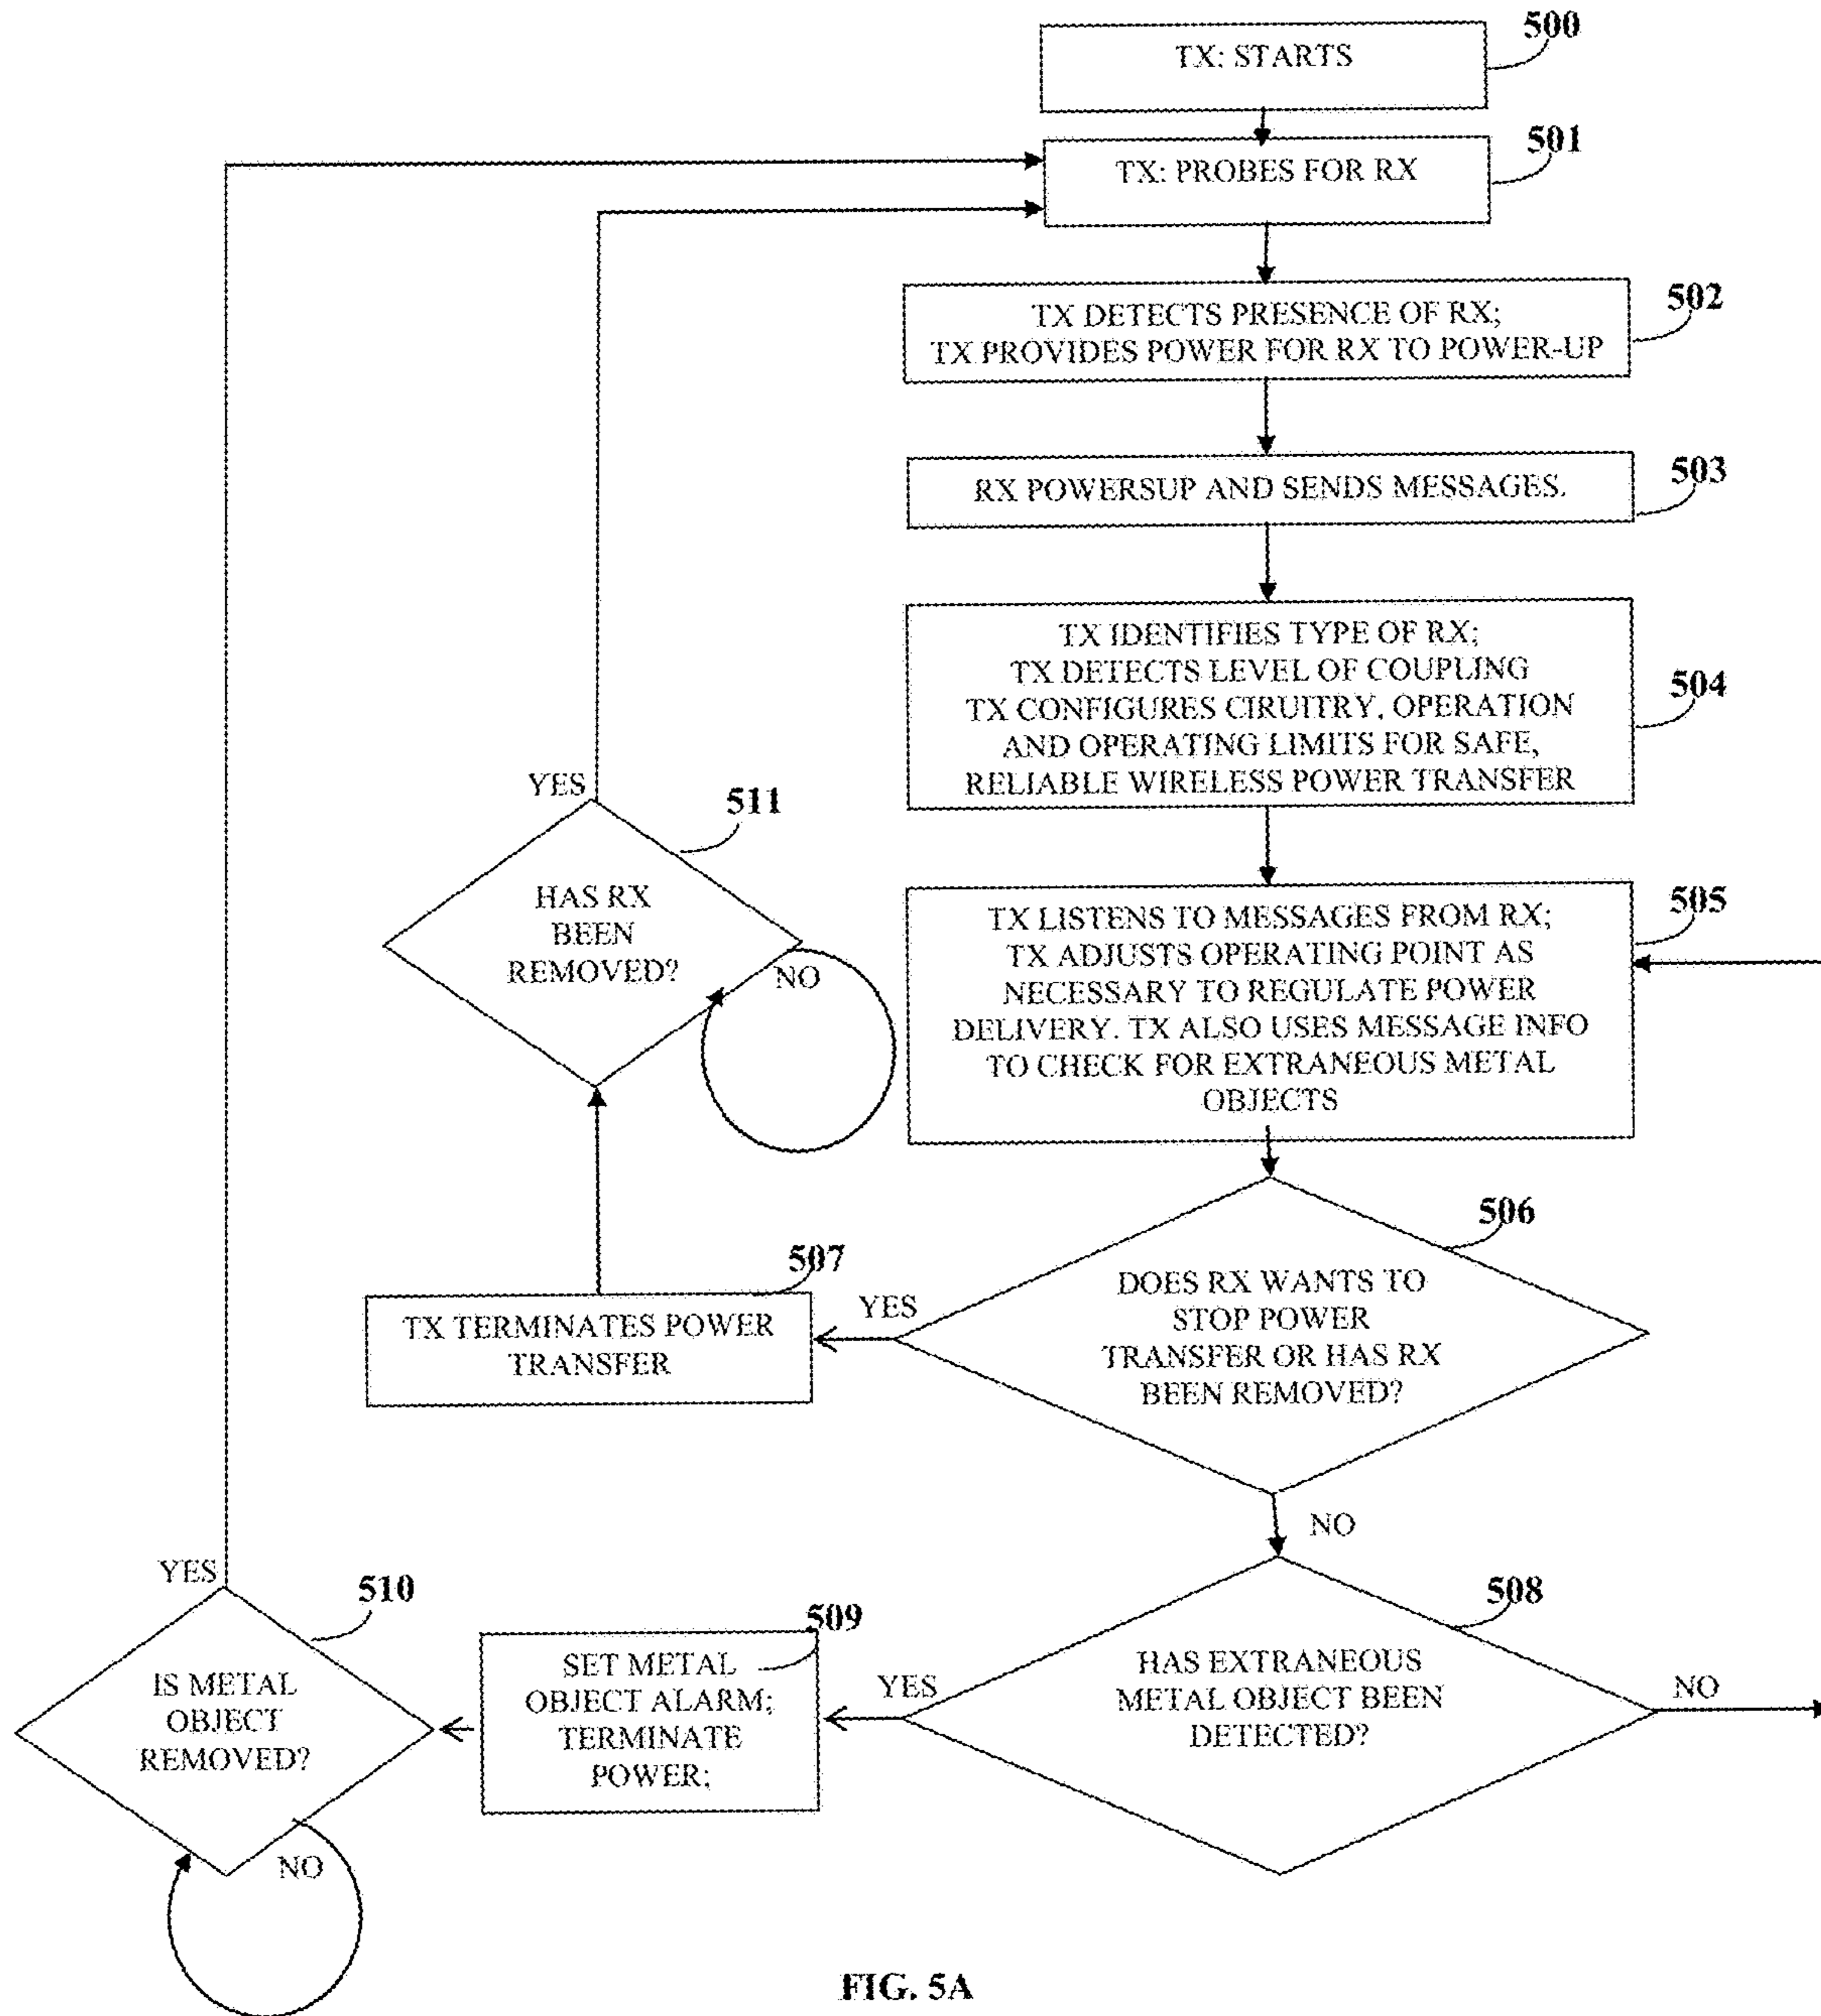 500
TX: STARTS
501
TX: PROBES FOR RX
502
TX DETECTS PRESENCE OF RX;
TX PROVIDES POWER FOR RX TO POWER-UP
503
RX POWERSUP AND SENDS MESSAGES.
504
TX IDENTIFIES TYPE OF RX;
TX DETECTS LEVEL OF COUPLING
TX CONFIGURES CIRUITRY, OPERATION
AND OPERATING LIMITS FOR SAFE,
RELIABLE WIRELESS POWER TRANSFER
YES
511
HAS RX
BEEN
REMOVED?
NO
505
TX LISTENS TO MESSAGES FROM RX;
TX ADJUSTS OPERATING POINT AS
NECESSARY TO REGULATE POWER
DELIVERY. TX ALSO USES MESSAGE INFO
TO CHECK FOR EXTRANEOUS METAL
OBJECTS
506
DOES RX WANTS TO
STOP POWER
TRANSFER OR HAS RX
BEEN REMOVED?
YES
507
TX TERMINATES POWER
TRANSFER
NO
508
HAS EXTRANEOUS
METAL OBJECT BEEN
DETECTED?
NO
YES
509
SET METAL
OBJECT ALARM;
TERMINATE
POWER;
YES
510
IS METAL
OBJECT
REMOVED?
NO
FIG. 5A